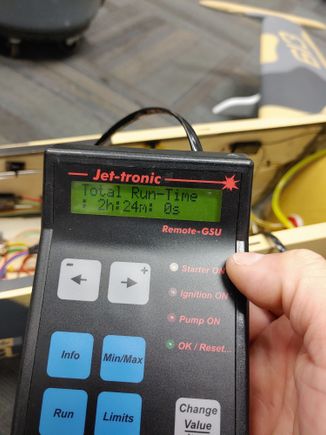 Jet-tronic
Total Run-Time
: 2h:24m: 0s
Remote-GSU
- +
Starter ON
Ignition ON
Pump ON
OK / Reset...
Info
Min/Max
Run
Limits
Change
Value